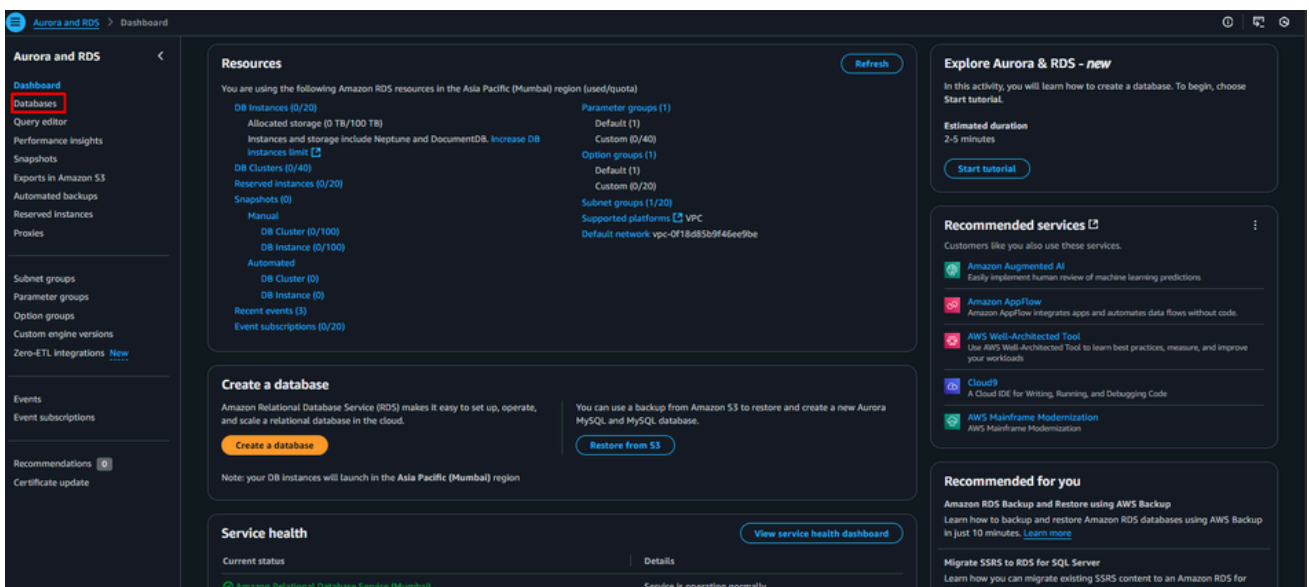 Aurora and RDS > Dashboard
Aurora and RDS
Dashboard
Databases
Query editor
Performance insights
Snapshots
Exports in Amazon S3
Automated backups
Reserved instances
Proxies
Subnet groups
Parameter groups
Option groups
Custom engine versions
Zero-ETL integrations New
Events
Event subscriptions
Recommendations 0
Certificate update
Resources
Refresh
You are using the following Amazon RDS resources in the Asia Pacific (Mumbai) region (used/quota)
DB Instances (0/20)
Allocated storage (0 TB/100 TB)
Instances and storage include Neptune and DocumentDB. Increase DB
instances limit
DB Clusters (0/40)
Reserved instances (0/20)
Snapshots (0)
Manual
DB Cluster (0/100)
DB Instance (0/100)
Automated
DB Cluster (0)
DB Instance (0)
Recent events (3)
Event subscriptions (0/20)
Parameter groups (1)
Default (1)
Custom (0/40)
Option groups (1)
Default (1)
Custom (0/20)
Subnet groups (1/20)
Supported platforms VPC
Default network vpc-0f18d85b9f46ee9be
Create a database
Amazon Relational Database Service (RDS) makes it easy to set up, operate,
and scale a relational database in the cloud.
Create a database
You can use a backup from Amazon S3 to restore and create a new Aurora
MySQL and MySQL database.
Restore from S3
Note: your DB instances will launch in the Asia Pacific (Mumbai) region
Service health
View service health dashboard
Current status
Details
Amazon Relational Database Service (Mumbai)
Service is operating normally
Explore Aurora & RDS - new
In this activity, you will learn how to create a database. To begin, choose
Start tutorial.
Estimated duration
2-5 minutes
Start tutorial
Recommended services
Customers like you also use these services.
Amazon Augmented AI
Easily implement human review of machine learning predictions
Amazon AppFlow
Amazon AppFlow integrates apps and automates data flows without code.
AWS Well-Architected Tool
Use AWS Well-Architected Tool to learn best practices, measure, and improve
your workloads
Cloud9
A Cloud IDE for Writing, Running, and Debugging Code
AWS Mainframe Modernization
AWS Mainframe Modernization
Recommended for you
Amazon RDS Backup and Restore using AWS Backup
Learn how to backup and restore Amazon RDS databases using AWS Backup
in just 10 minutes. Learn more
Migrate SSRS to RDS for SQL Server
Learn how you can migrate existing SSRS content to an Amazon RDS for